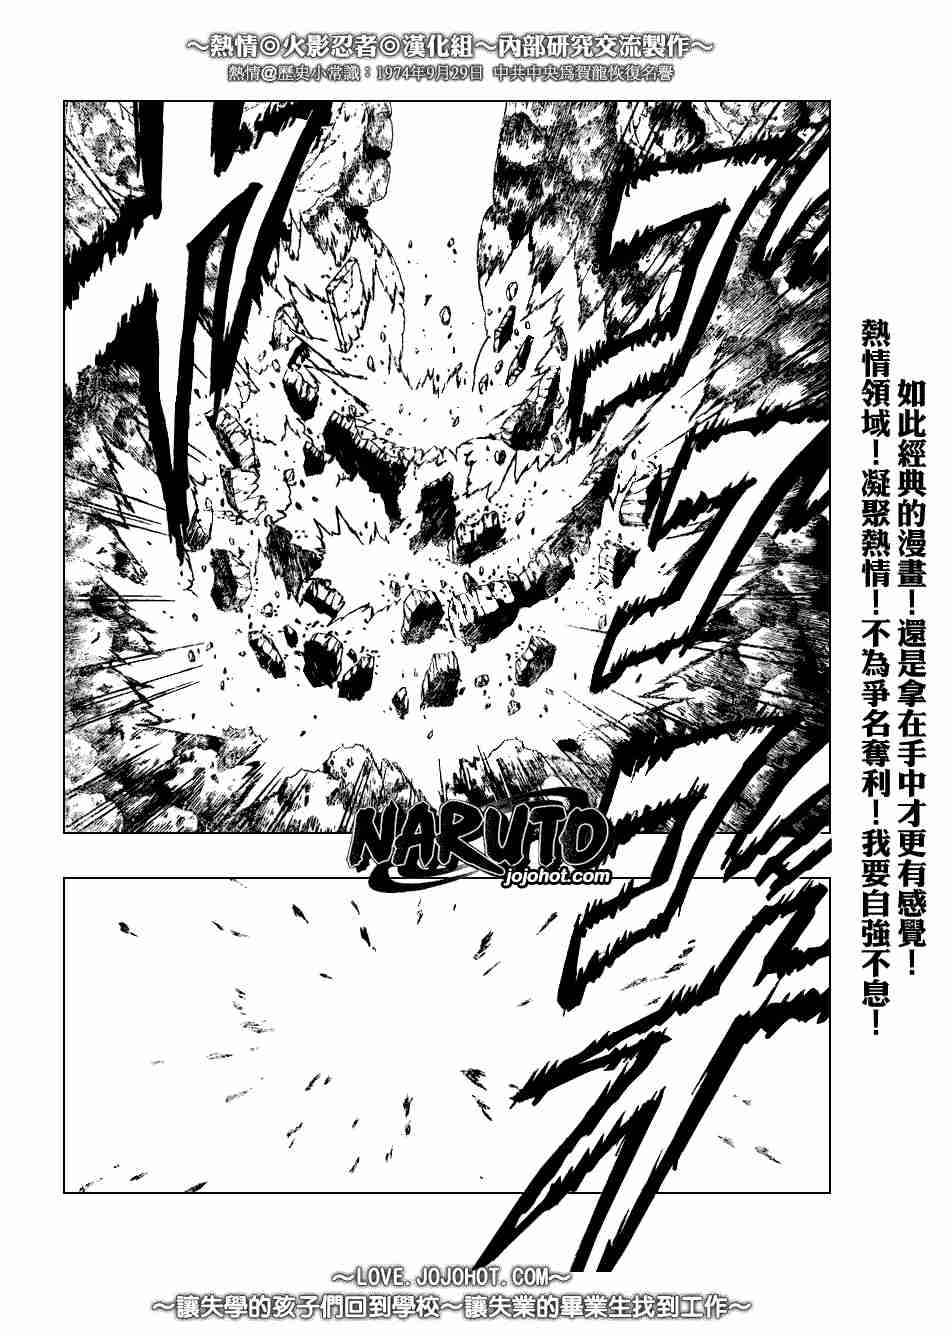 ～熱情◎火影忍者◎漢化組～內部研究交流製作～
熱情@歷史小常識：1974年9月29日 中共中央爲賀龍恢復名譽
如此經典的漫畫！還是拿在手中才更有感覺！
熱情領域！凝聚熱情！不為爭名奪利！我要自強不息！
NARUTO
jojohot.com
～LOVE.JOJOHOT.COM～
～讓失學的孩子們回到學校～讓失業的畢業生找到工作～